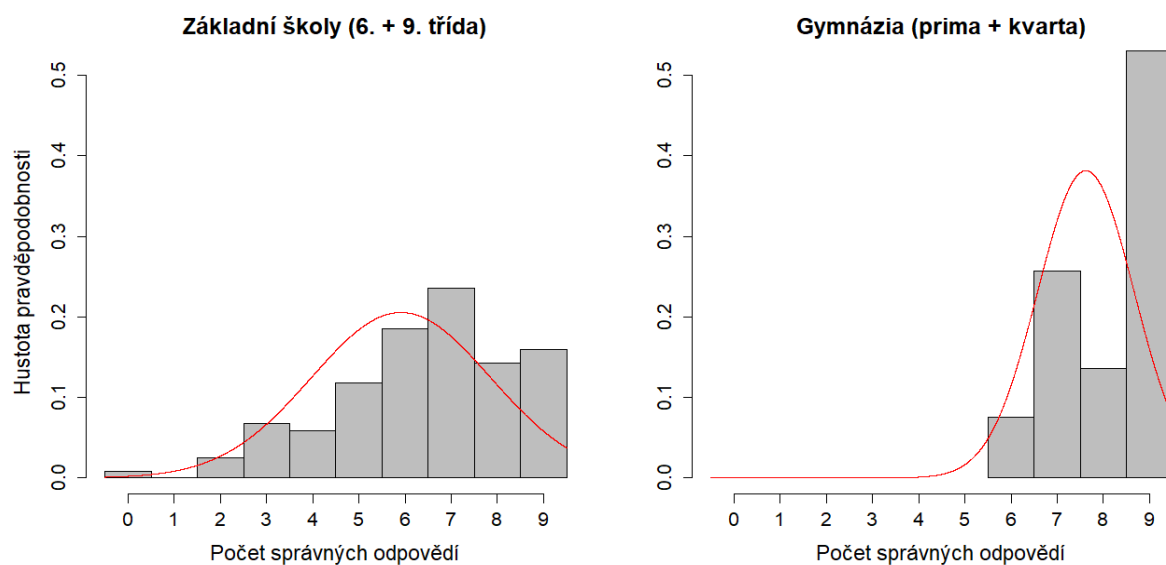 Základní školy (6. + 9. třída)
Hustota pravděpodobnosti
0.5
0.4
0.3
0.2
0.1
0.0
0 1 2 3 4 5 6 7 8 9
Počet správných odpovědí
Gymnázia (prima + kvarta)
0.5
0.4
0.3
0.2
0.1
0.0
0 1 2 3 4 5 6 7 8 9
Počet správných odpovědí